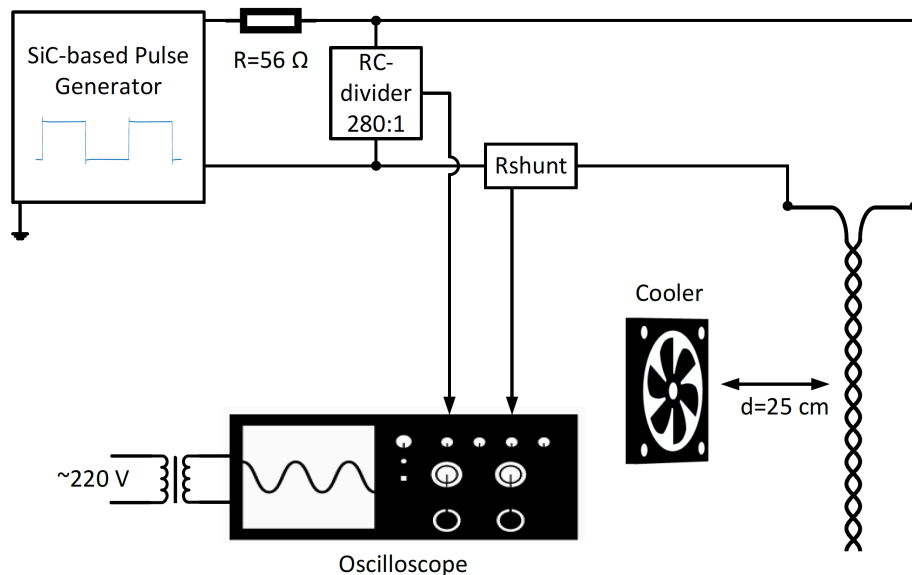 SiC-based Pulse
Generator
R=56 Ω
RC-
divider
280:1
Rshunt
Cooler
d=25 cm
~220 V
Oscilloscope